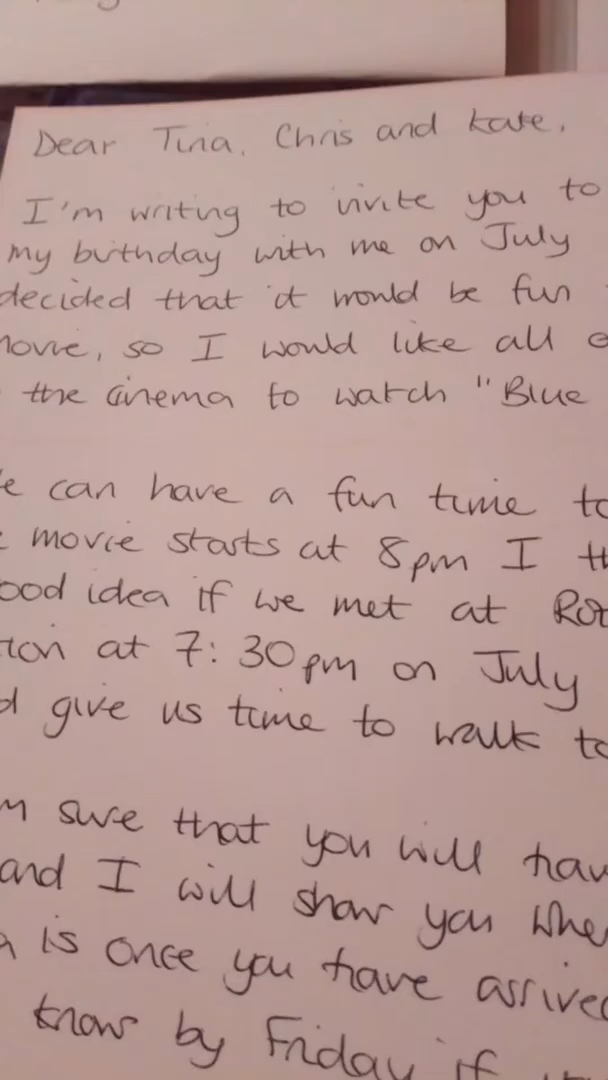 Dear Tina, Chris and Kate,
I'm writing to invite you to
my birthday with me on July
decided that it would be fun
movie, so I would like all
the cinema to watch "Blue
can have a fun time to
movie starts at 8pm I
idea if we met at
at 7:30pm on July
give us time to walk to
sure that you will have
and I will show you
is once you have arrived
know by Friday if